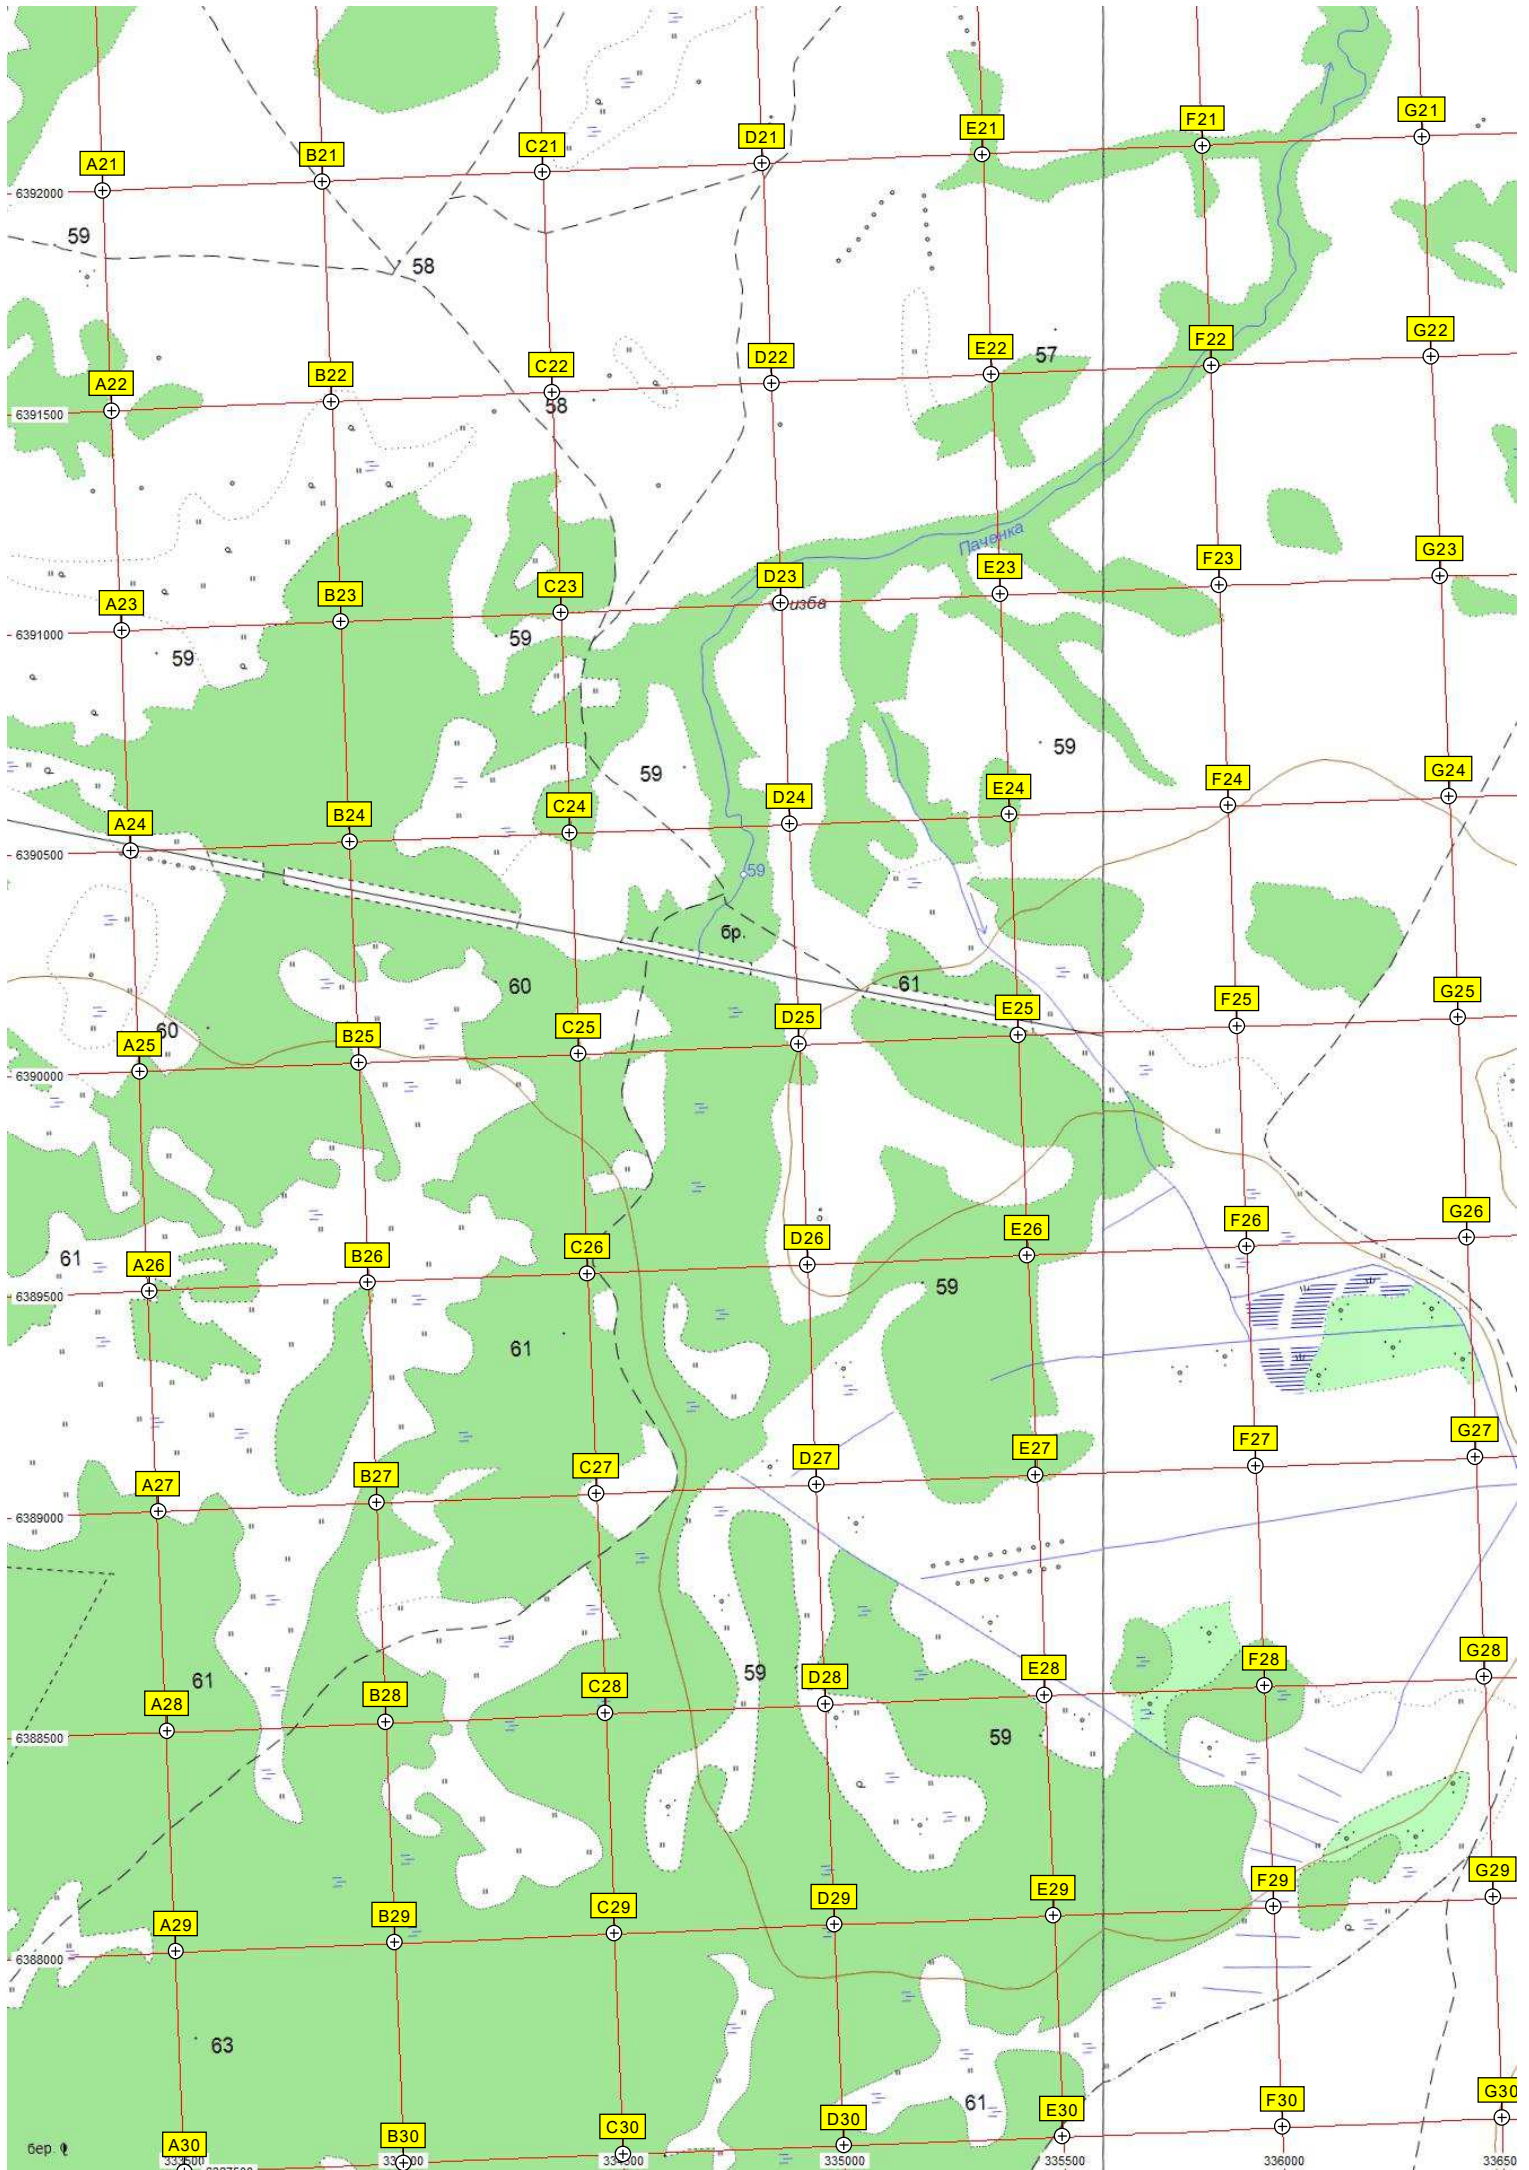 A21 B21 C21 D21 E21 F21 G21
6392000
59
58
57
A22 B22 C22 D22 E22 F22 G22
6391500
58
Паченка
A23 B23 C23 D23 E23 F23 G23
изба
6391000
59
59
59
59
A24 B24 C24 D24 E24 F24 G24
6390500
59
бр.
60
61
A25 B25 C25 D25 E25 F25 G25
60
6390000
A26 B26 C26 D26 E26 F26 G26
61
59
6389500
61
A27 B27 C27 D27 E27 F27 G27
6389000
61
59
A28 B28 C28 D28 E28 F28 G28
6388500
59
A29 B29 C29 D29 E29 F29 G29
6388000
63
61
A30 B30 C30 D30 E30 F30 G30
бер.
335000 335500 336000